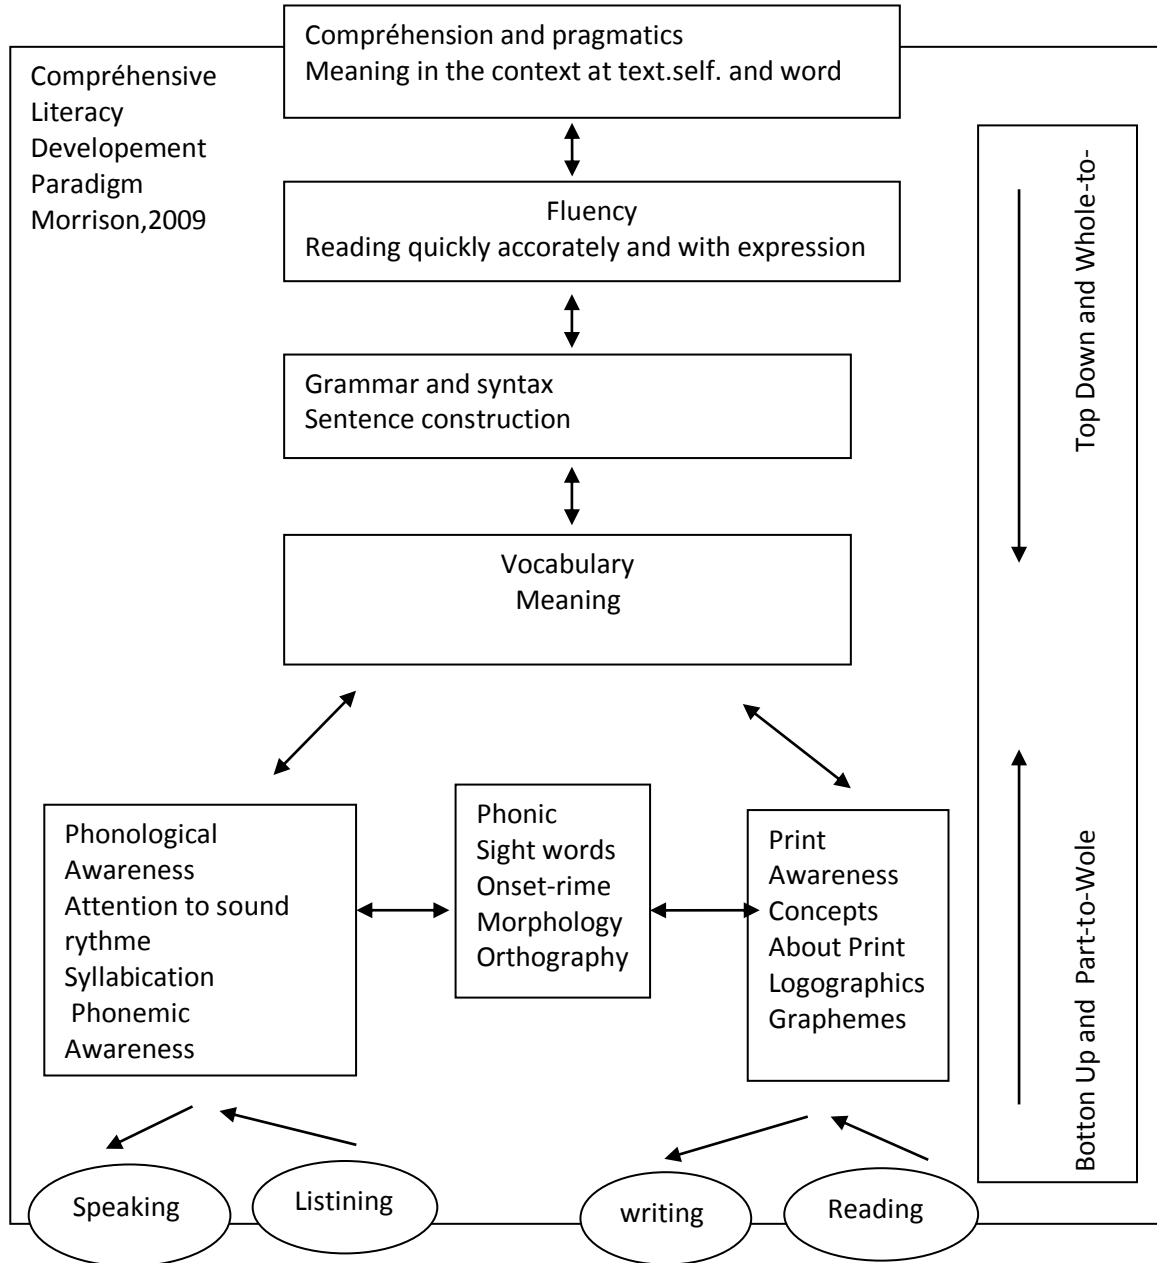 Compréhension and pragmatics
Meaning in the context at text.self. and word
Compréhensive
Literacy
Developement
Paradigm
Morrison,2009
Fluency
Reading quickly accorately and with expression
Grammar and syntax
Sentence construction
Vocabulary
Meaning
Phonological
Awareness
Attention to sound
rythme
Syllabication
Phonemic
Awareness
Phonic
Sight words
Onset-rime
Morphology
Orthography
Print
Awareness
Concepts
About Print
Logographics
Graphemes
Top Down and Whole-to-
Botton Up and Part-to-Wole
Speaking
Listining
writing
Reading